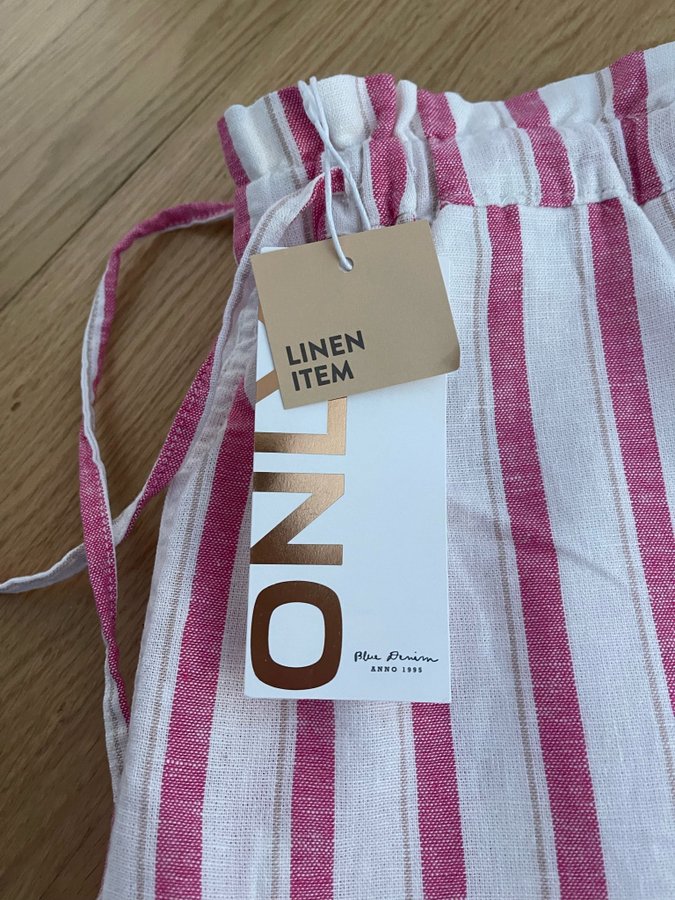 LINEN
ITEM
ONLY
Blue Denim
ANNO 1995